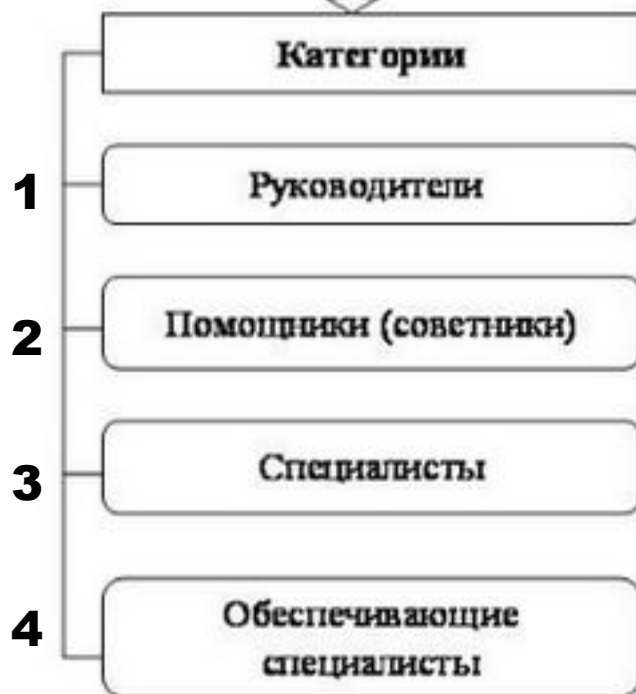 Категории
1 Руководители
2 Помощники (советники)
3 Специалисты
4 Обеспечивающие
специалисты